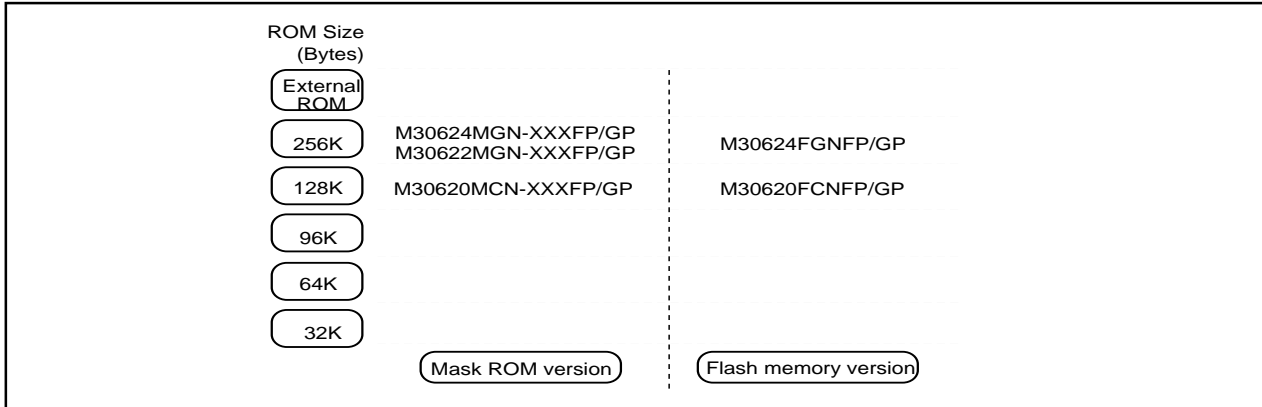 ROM Size
(Bytes)
External
ROM
256K
M30624MGN-XXXFP/GP
M30622MGN-XXXFP/GP
M30624FGNFP/GP
128K
M30620MCN-XXXFP/GP
M30620FCNFP/GP
96K
64K
32K
Mask ROM version
Flash memory version